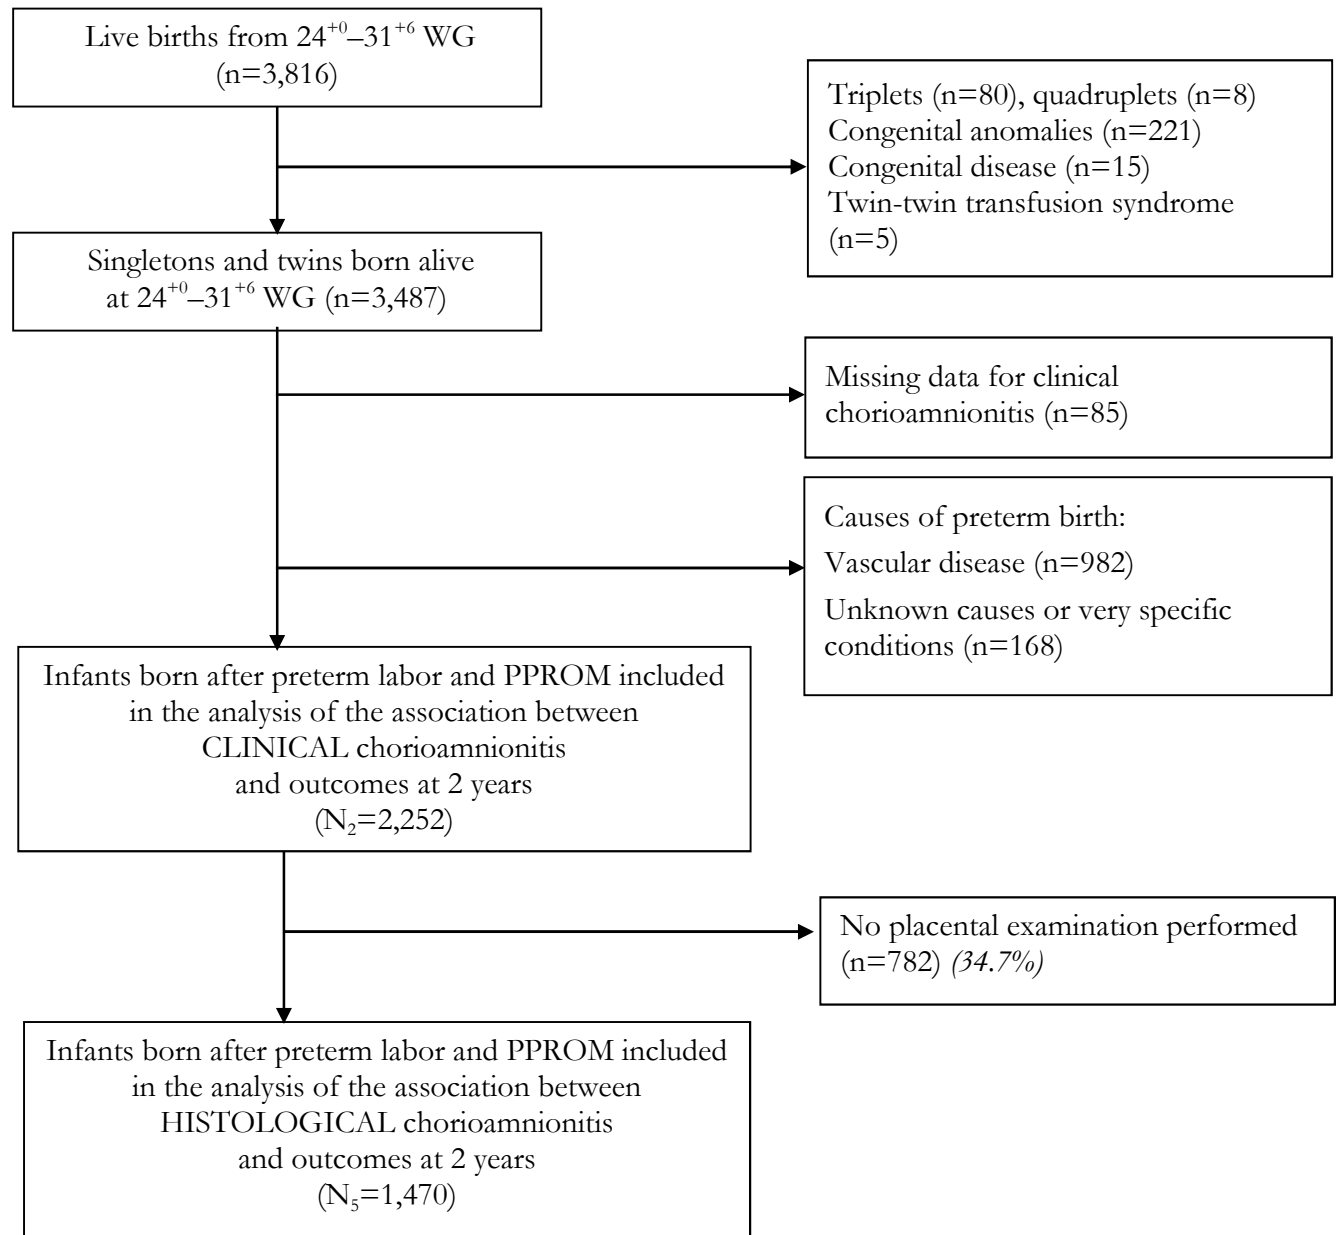 Live births from 24⁺⁰–31⁺⁶ WG
(n=3,816)
Triplets (n=80), quadruplets (n=8)
Congenital anomalies (n=221)
Congenital disease (n=15)
Twin-twin transfusion syndrome
(n=5)
Singletons and twins born alive
at 24⁺⁰–31⁺⁶ WG (n=3,487)
Missing data for clinical
chorioamnionitis (n=85)
Causes of preterm birth:
Vascular disease (n=982)
Unknown causes or very specific
conditions (n=168)
Infants born after preterm labor and PPROM included
in the analysis of the association between
CLINICAL chorioamnionitis
and outcomes at 2 years
(N₂=2,252)
No placental examination performed
(n=782) (34.7%)
Infants born after preterm labor and PPROM included
in the analysis of the association between
HISTOLOGICAL chorioamnionitis
and outcomes at 2 years
(N₅=1,470)